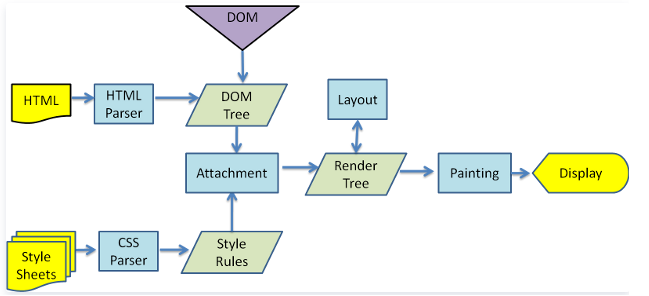 DOM
HTML
HTML
Parser
DOM
Tree
Layout
Attachment
Render
Tree
Painting
Display
Style
Sheets
CSS
Parser
Style
Rules